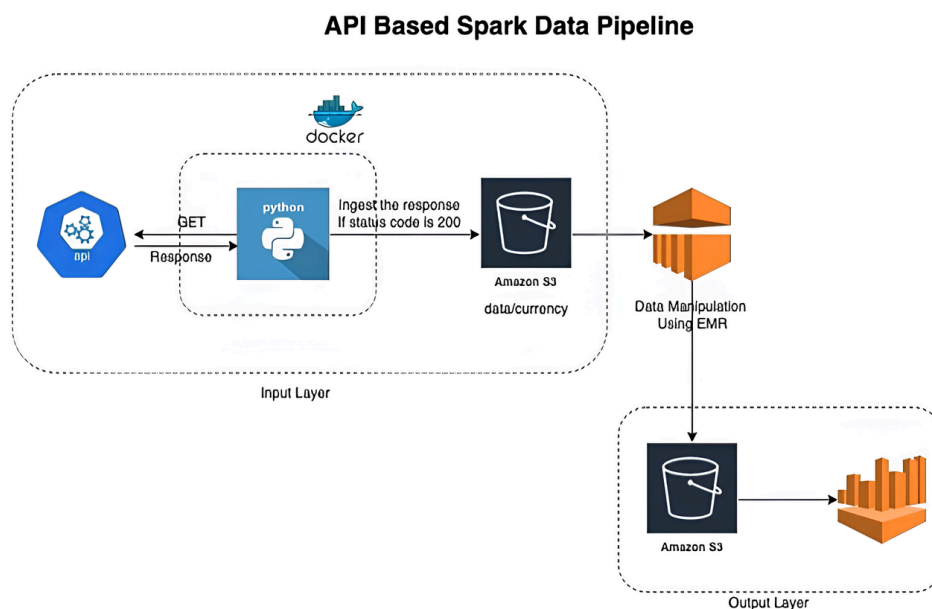 API Based Spark Data Pipeline
docker
python
GET
Ingest the response
If status code is 200
api
Response
Amazon S3
data/currency
Data Manipulation
Using EMR
Input Layer
Amazon S3
Output Layer